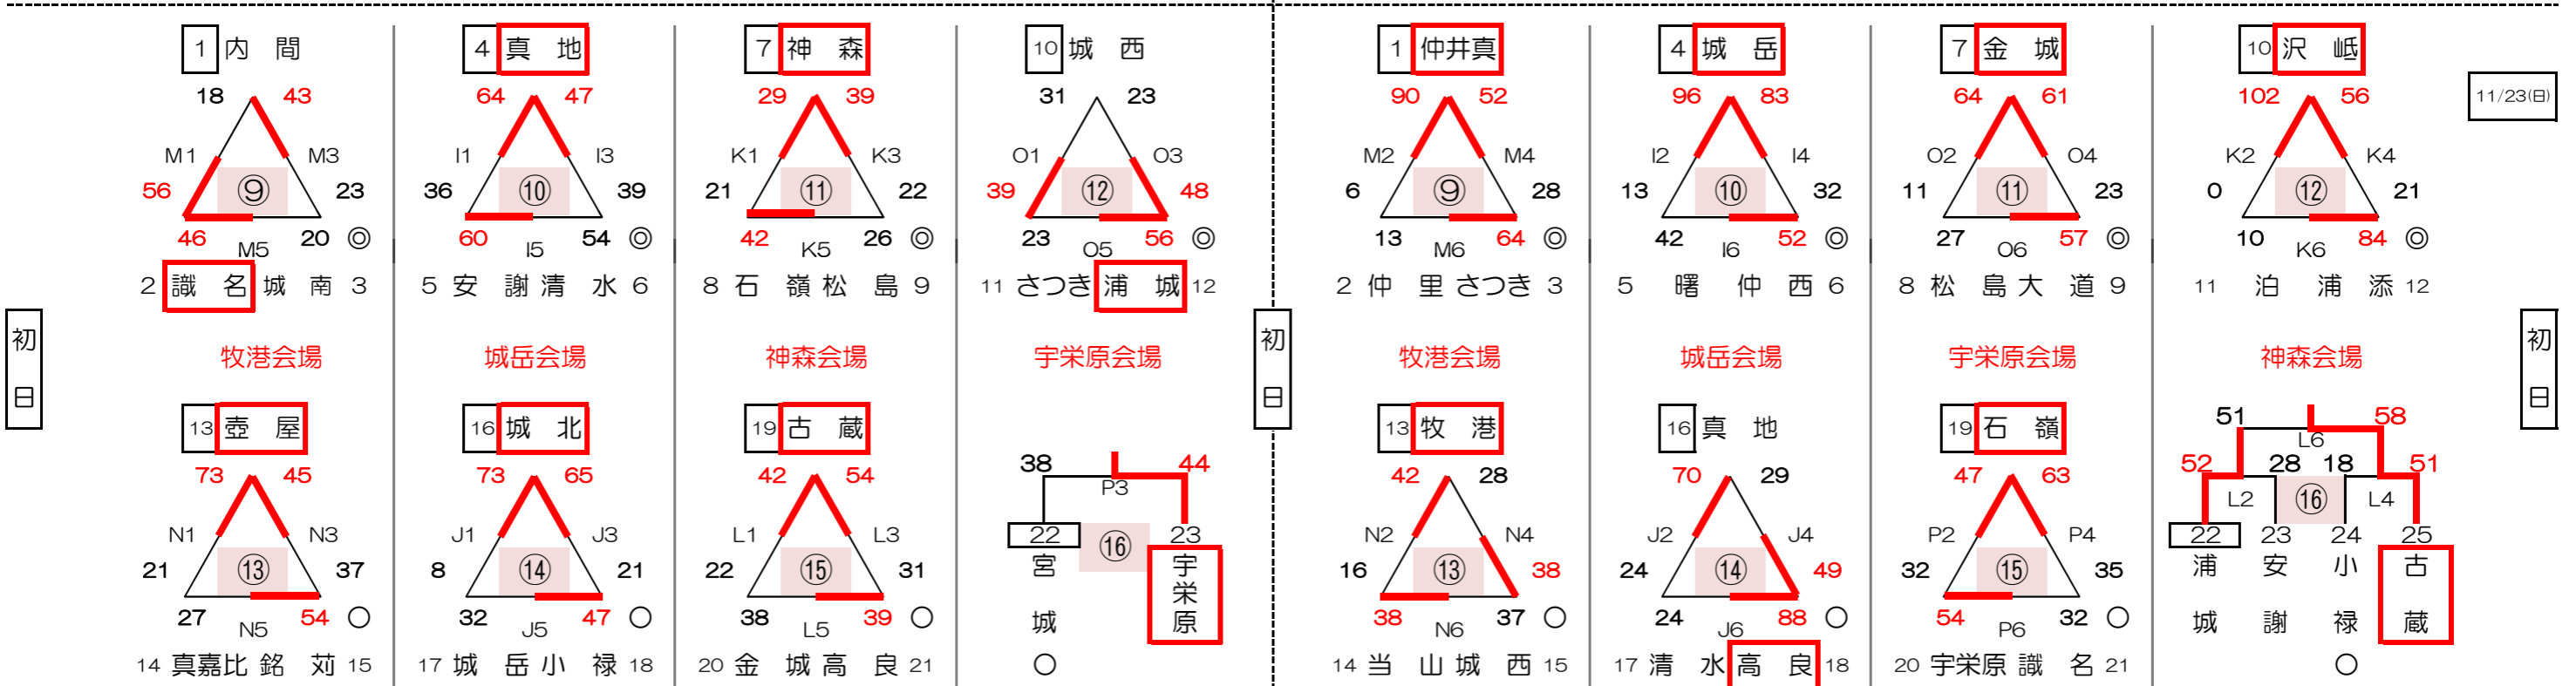 1 内 間 4 真 地 7 神 森 10 城 西 1 仲井真 4 城 岳 7 金 城 10 沢 岻
18 43 64 47 29 39 31 23 90 52 96 83 64 61 102 56 11/23(日)
M1 M3 I1 I3 K1 K3 O1 O3 M2 M4 I2 I4 O2 O4 K2 K4
56 ⑨ 23 36 ⑩ 39 21 ⑪ 22 39 ⑫ 48 6 ⑨ 28 13 ⑩ 32 11 ⑪ 23 0 ⑫ 21
46 20 ◎ 60 54 ◎ 42 26 ◎ 23 56 ◎ 13 64 ◎ 42 52 ◎ 27 57 ◎ 10 84 ◎
M5 I5 K5 O5 M6 I6 O6 K6
2 識 名 城 南 3 5 安 謝 清 水 6 8 石 嶺 松 島 9 11 さつき 浦 城 12 2 仲 里 さつき 3 5 曙 仲 西 6 8 松 島 大 道 9 11 泊 浦 添 12
初日 牧港会場 城岳会場 神森会場 宇栄原会場 初日 牧港会場 城岳会場 宇栄原会場 神森会場 初日
13 壺 屋 16 城 北 19 古 蔵 13 牧 港 16 真 地 19 石 嶺 51 58
L6
73 45 73 65 42 54 38 44 42 28 70 29 47 63 52 28 18 51
P3
N1 N3 J1 J3 L1 L3 22 ⑯ 23 N2 N4 J2 J4 P2 P4 L2 ⑯ L4
22 23 24 25
21 ⑬ 37 8 ⑭ 21 22 ⑮ 31 宮 城 ○ 宇栄原 16 ⑬ 38 24 ⑭ 49 32 ⑮ 35 浦 城 安 謝 小 禄 ○ 古 蔵
27 54 ○ 32 47 ○ 38 39 ○ 38 37 ○ 24 88 ○ 54 32 ○
N5 J5 L5 N6 J6 P6
14 真嘉比 銘 苅 15 17 城 岳 小 禄 18 20 金 城 高 良 21 14 当 山 城 西 15 17 清 水 高 良 18 20 宇栄原 識 名 21